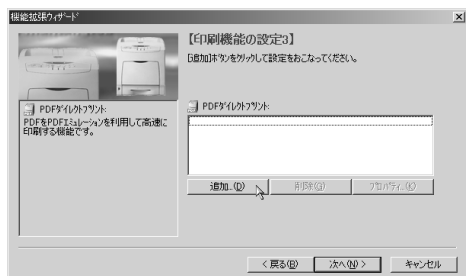 機能拡張ウィザード
【印刷機能の設定3】
[追加]ボタンをクリックして設定をおこなってください。
PDFダイレクトプリント:
PDFをPDFエミュレーションを利用して高速に
印刷する機能です。
PDFダイレクトプリント:
追加...(D)
削除(G)
プロパティ...(K)
< 戻る(B)
次へ(N) >
キャンセル